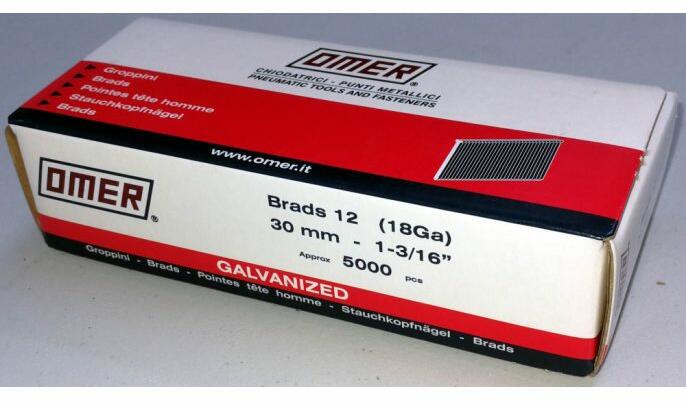 OMER®
CHIODATRICI - PUNTI METALLICI
PNEUMATIC TOOLS AND FASTENERS
Groppini
Brads
Pointes tête homme
Stauchkopfnägel
Brads
www.omer.it
OMER®
Brads 12 (18Ga)
30 mm - 1-3/16"
Approx 5000 pcs
GALVANIZED
Groppini - Brads - Pointes tête homme - Stauchkopfnägel - Brads